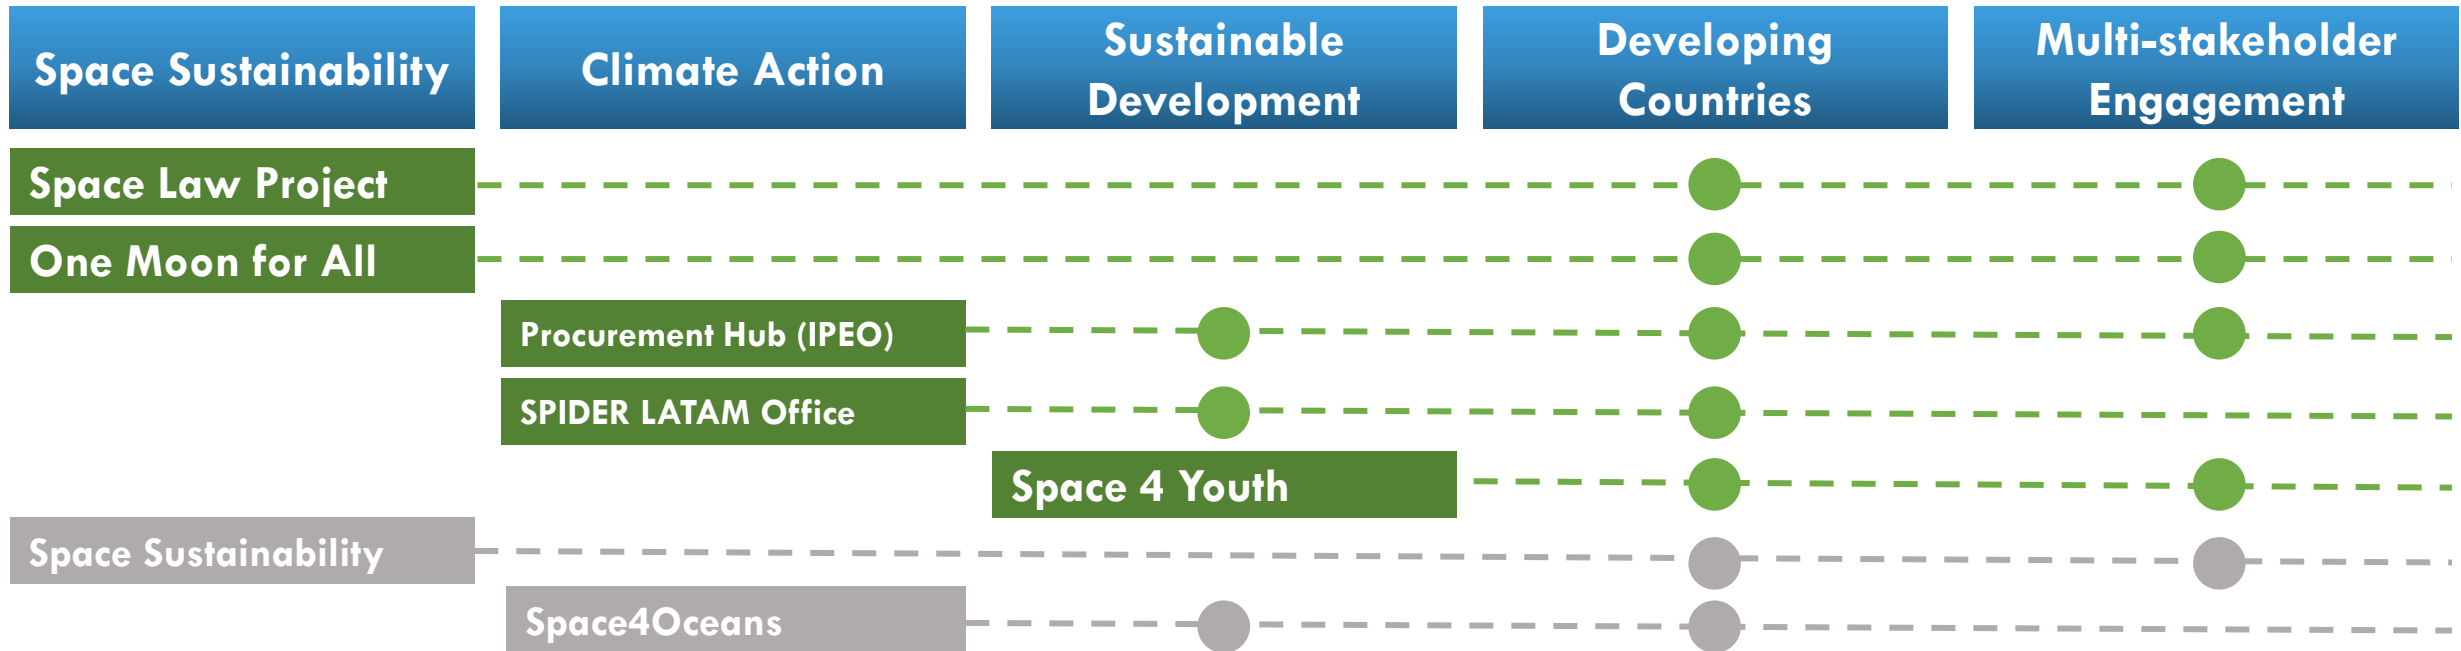 Space Sustainability
Climate Action
Sustainable
Development
Developing
Countries
Multi-stakeholder
Engagement
Space Law Project
One Moon for All
Procurement Hub (IPEO)
SPIDER LATAM Office
Space 4 Youth
Space Sustainability
Space4Oceans